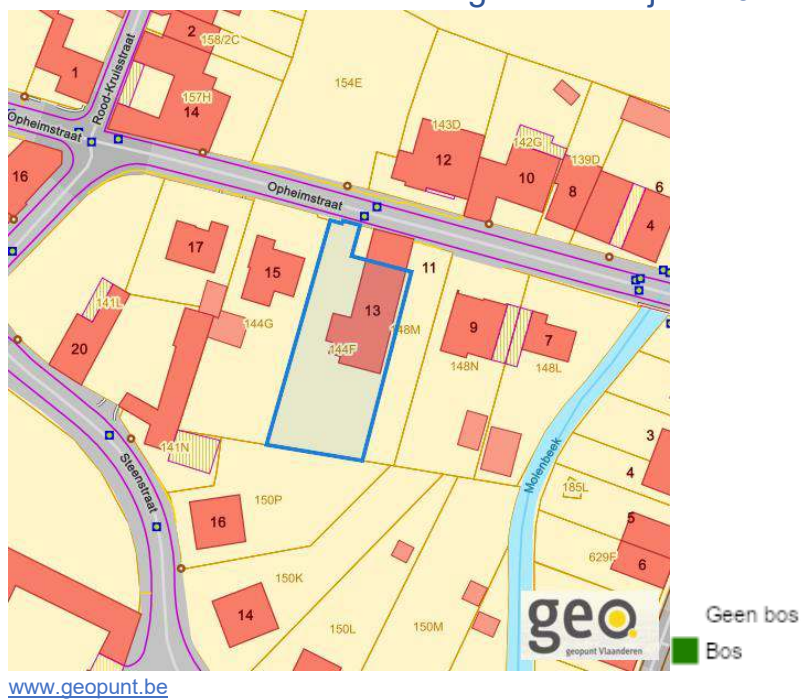 2
158/2C
1
154E
Rood-Kruisstraat
157H
14
143D
Opheimstraat
142G
12
139D
16
10
8
6
Opheimstraat
4
17
15
11
141L
13
144G
9
148M
7
20
144F
148N
148L
3
141N
Molenbeek
4
Steenstraat
185L
150P
16
5
629F
6
150K
14
geo.
geopunt Vlaanderen
Geen bos
150L
150M
Bos
www.geopunt.be